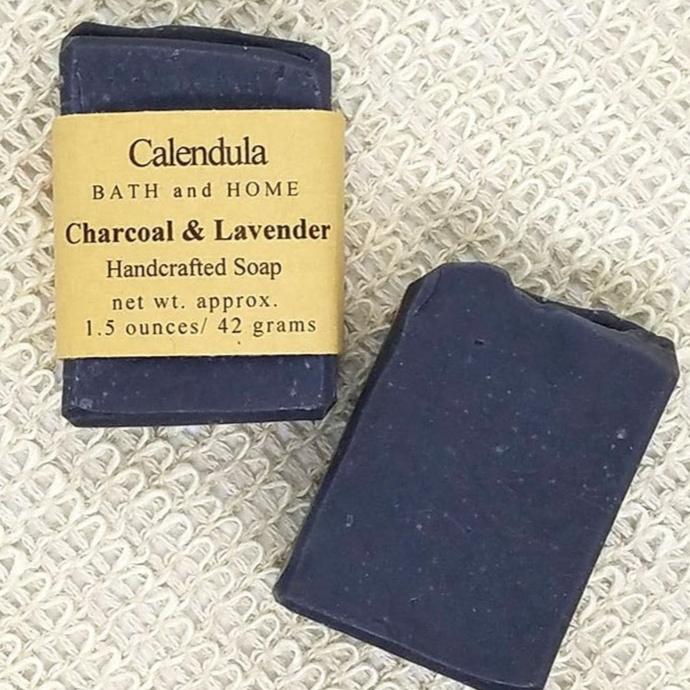 Calendula
BATH and HOME
Charcoal & Lavender
Handcrafted Soap
net wt. approx.
1.5 ounces/ 42 grams